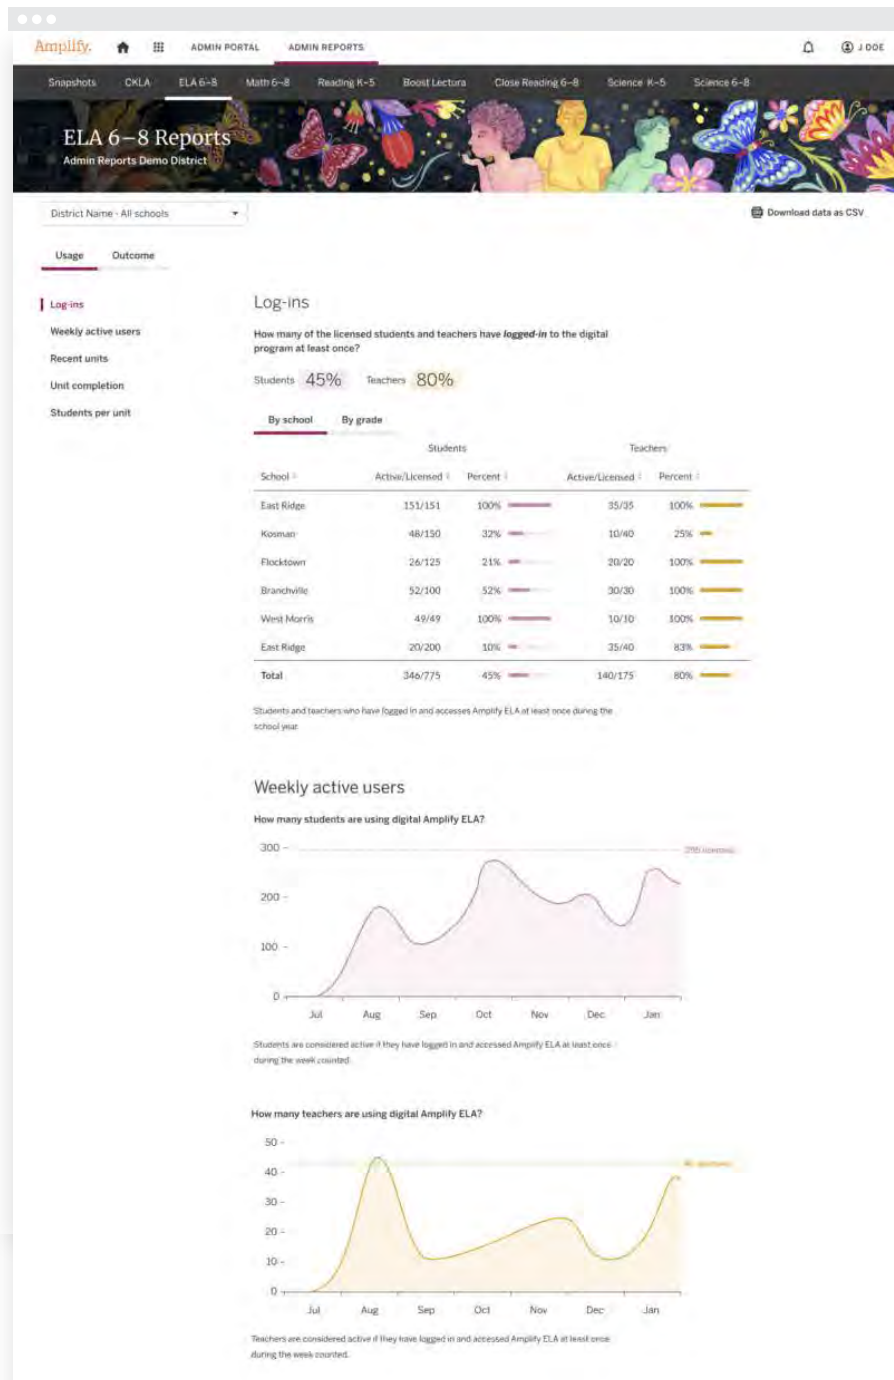 Amplify. ADMIN PORTAL ADMIN REPORTS J DOE
Snapshots CKLA ELA 6–8 Math 6–8 Reading K–5 Boost Lectura Close Reading 6–8 Science K–5 Science 6–8
ELA 6–8 Reports
Admin Reports Demo District
District Name - All schools Download data as CSV
Usage Outcome
Log-ins
Weekly active users
Recent units
Unit completion
Students per unit
Log-ins
How many of the licensed students and teachers have logged-in to the digital
program at least once?
Students 45% Teachers 80%
By school By grade
Students Teachers
School Active/Licensed Percent Active/Licensed Percent
East Ridge 151/151 100% 35/35 100%
Kosman 48/150 32% 10/40 25%
Flocktown 26/125 21% 20/20 100%
Branchville 52/100 52% 30/30 100%
West Morris 49/49 100% 10/10 100%
East Ridge 20/200 10% 35/40 83%
Total 346/775 45% 140/175 80%
Students and teachers who have logged in and accesses Amplify ELA at least once during the
school year.
Weekly active users
How many students are using digital Amplify ELA?
300
200
100
0
Jul Aug Sep Oct Nov Dec Jan
Students are considered active if they have logged in and accessed Amplify ELA at least once
during the week counted.
How many teachers are using digital Amplify ELA?
50
40
30
20
10
0
Jul Aug Sep Oct Nov Dec Jan
Teachers are considered active if they have logged in and accessed Amplify ELA at least once
during the week counted.